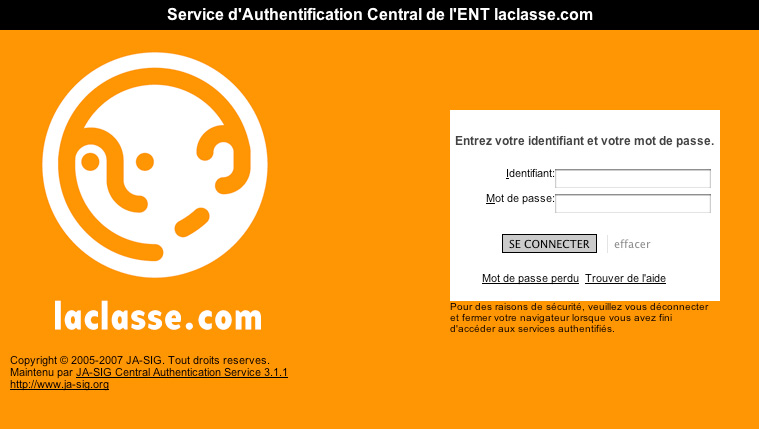 Service d'Authentification Central de l'ENT laclasse.com
laclasse.com
Entrez votre identifiant et votre mot de passe.
Identifiant:
Mot de passe:
SE CONNECTER effacer
Mot de passe perdu Trouver de l'aide
Pour des raisons de sécurité, veuillez vous déconnecter
et fermer votre navigateur lorsque vous avez fini
d'accéder aux services authentifiés.
Copyright © 2005-2007 JA-SIG. Tout droits reserves.
Maintenu par JA-SIG Central Authentication Service 3.1.1
http://www.ja-sig.org